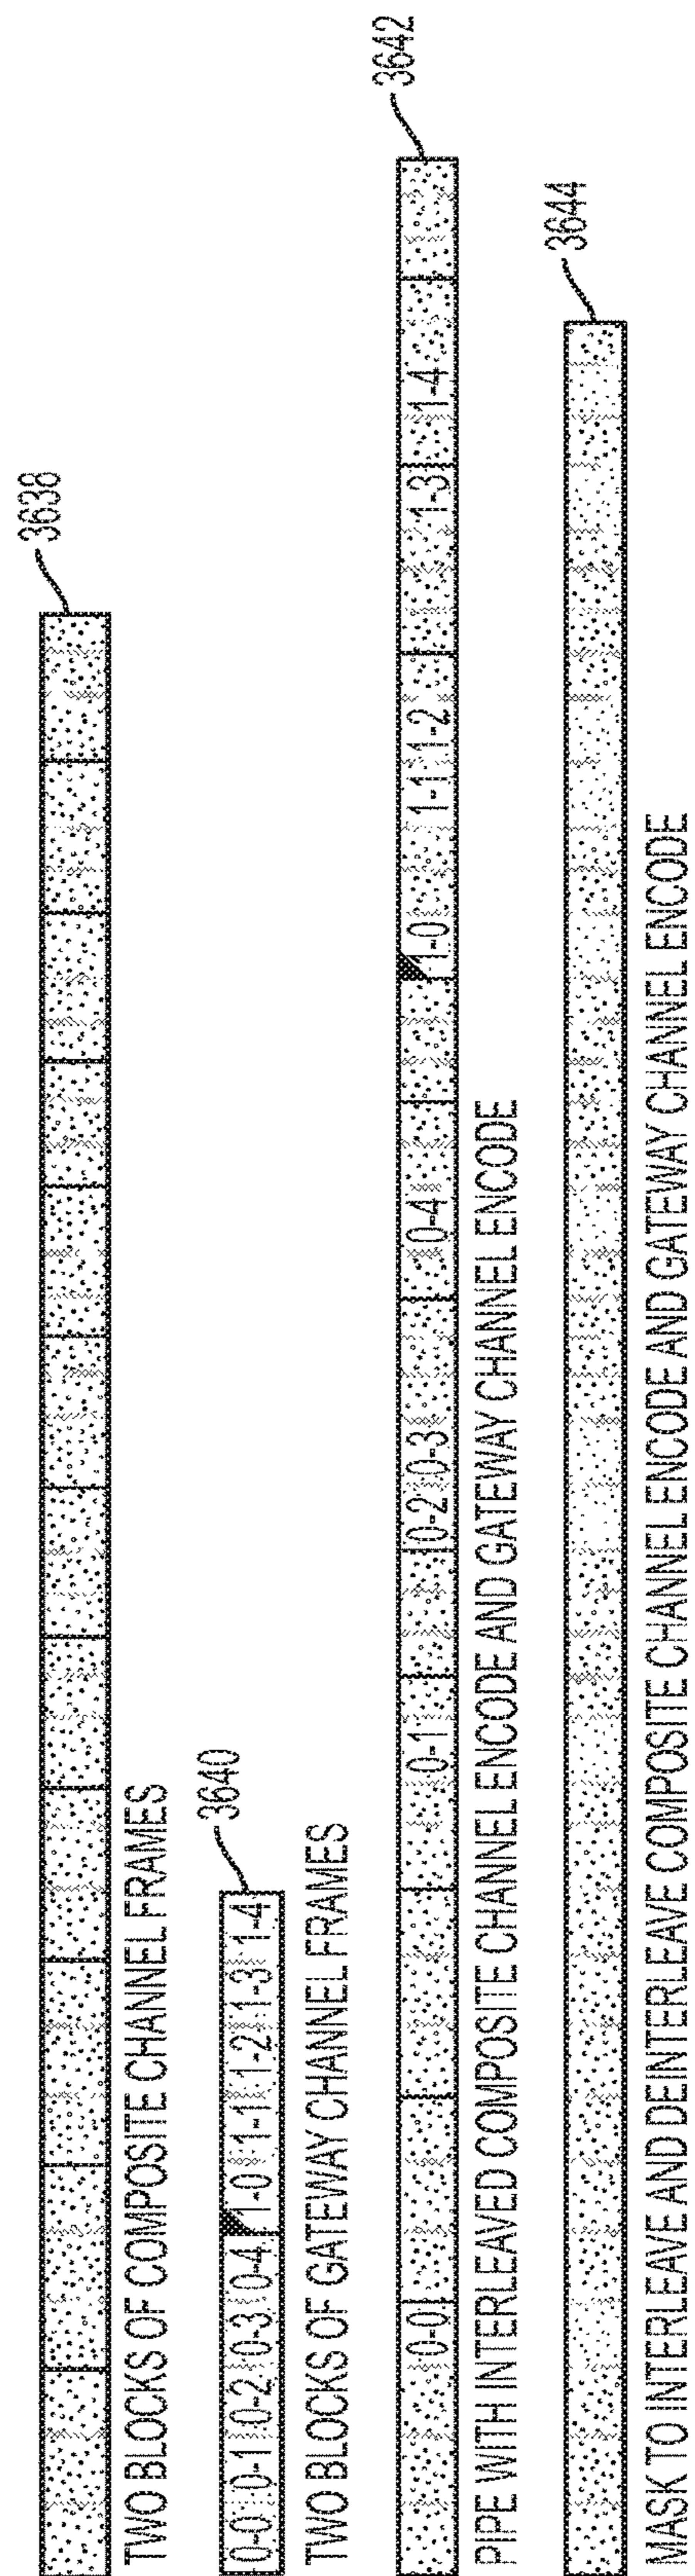 3638
TWO BLOCKS OF COMPOSITE CHANNEL FRAMES
3640
0-0 0-1 0-2 0-3 0-4 1-0 1-1 1-2 1-3 1-4
TWO BLOCKS OF GATEWAY CHANNEL FRAMES
3642
0-0 0-1 0-2 0-3 0-4 1-0 1-1 1-2 1-3 1-4
PIPE WITH INTERLEAVED COMPOSITE CHANNEL ENCODE AND GATEWAY CHANNEL ENCODE
3644
MASK TO INTERLEAVE AND DEINTERLEAVE COMPOSITE CHANNEL ENCODE AND GATEWAY CHANNEL ENCODE